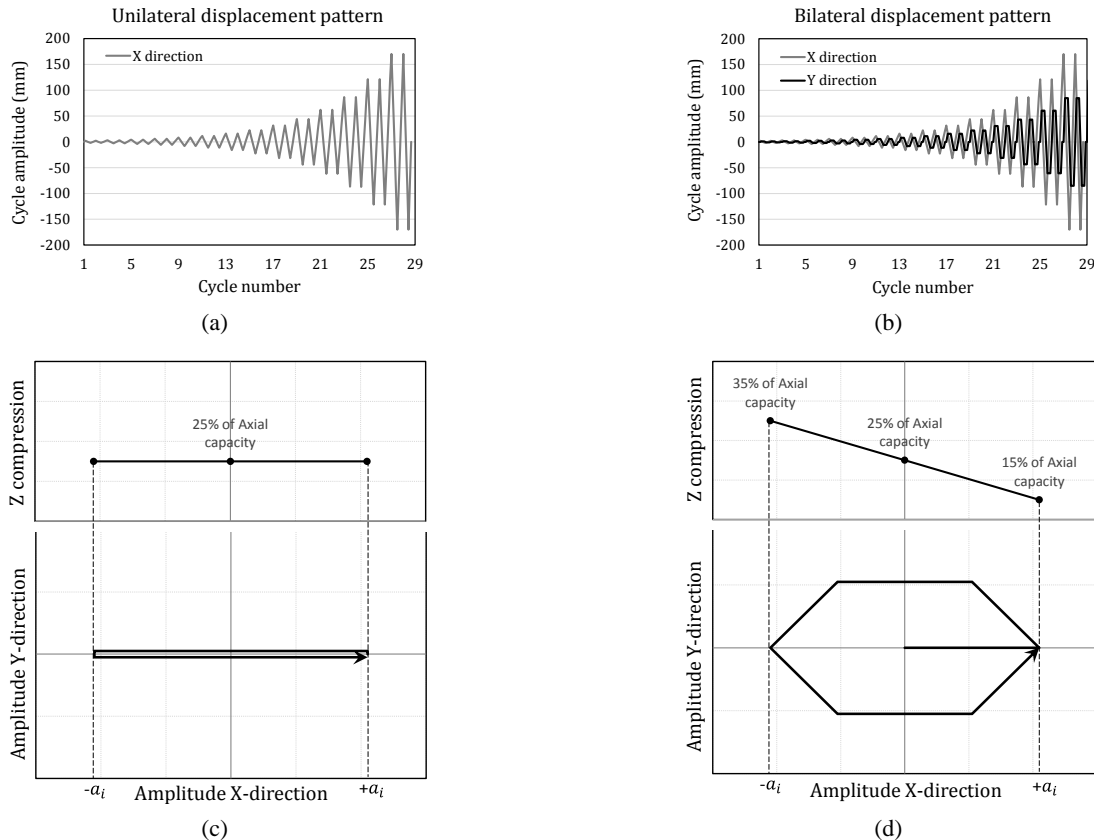 Unilateral displacement pattern
Cycle amplitude (mm)
200
150
100
50
0
-50
-100
-150
-200
X direction
1 5 9 13 17 21 25 29
Cycle number
(a)
Bilateral displacement pattern
Cycle amplitude (mm)
200
150
100
50
0
-50
-100
-150
-200
X direction
Y direction
1 5 9 13 17 21 25 29
Cycle number
(b)
Z compression
25% of Axial
capacity
Amplitude Y-direction
-aᵢ Amplitude X-direction +aᵢ
(c)
Z compression
35% of Axial
capacity
25% of Axial
capacity
15% of Axial
capacity
Amplitude Y-direction
-aᵢ Amplitude X-direction +aᵢ
(d)